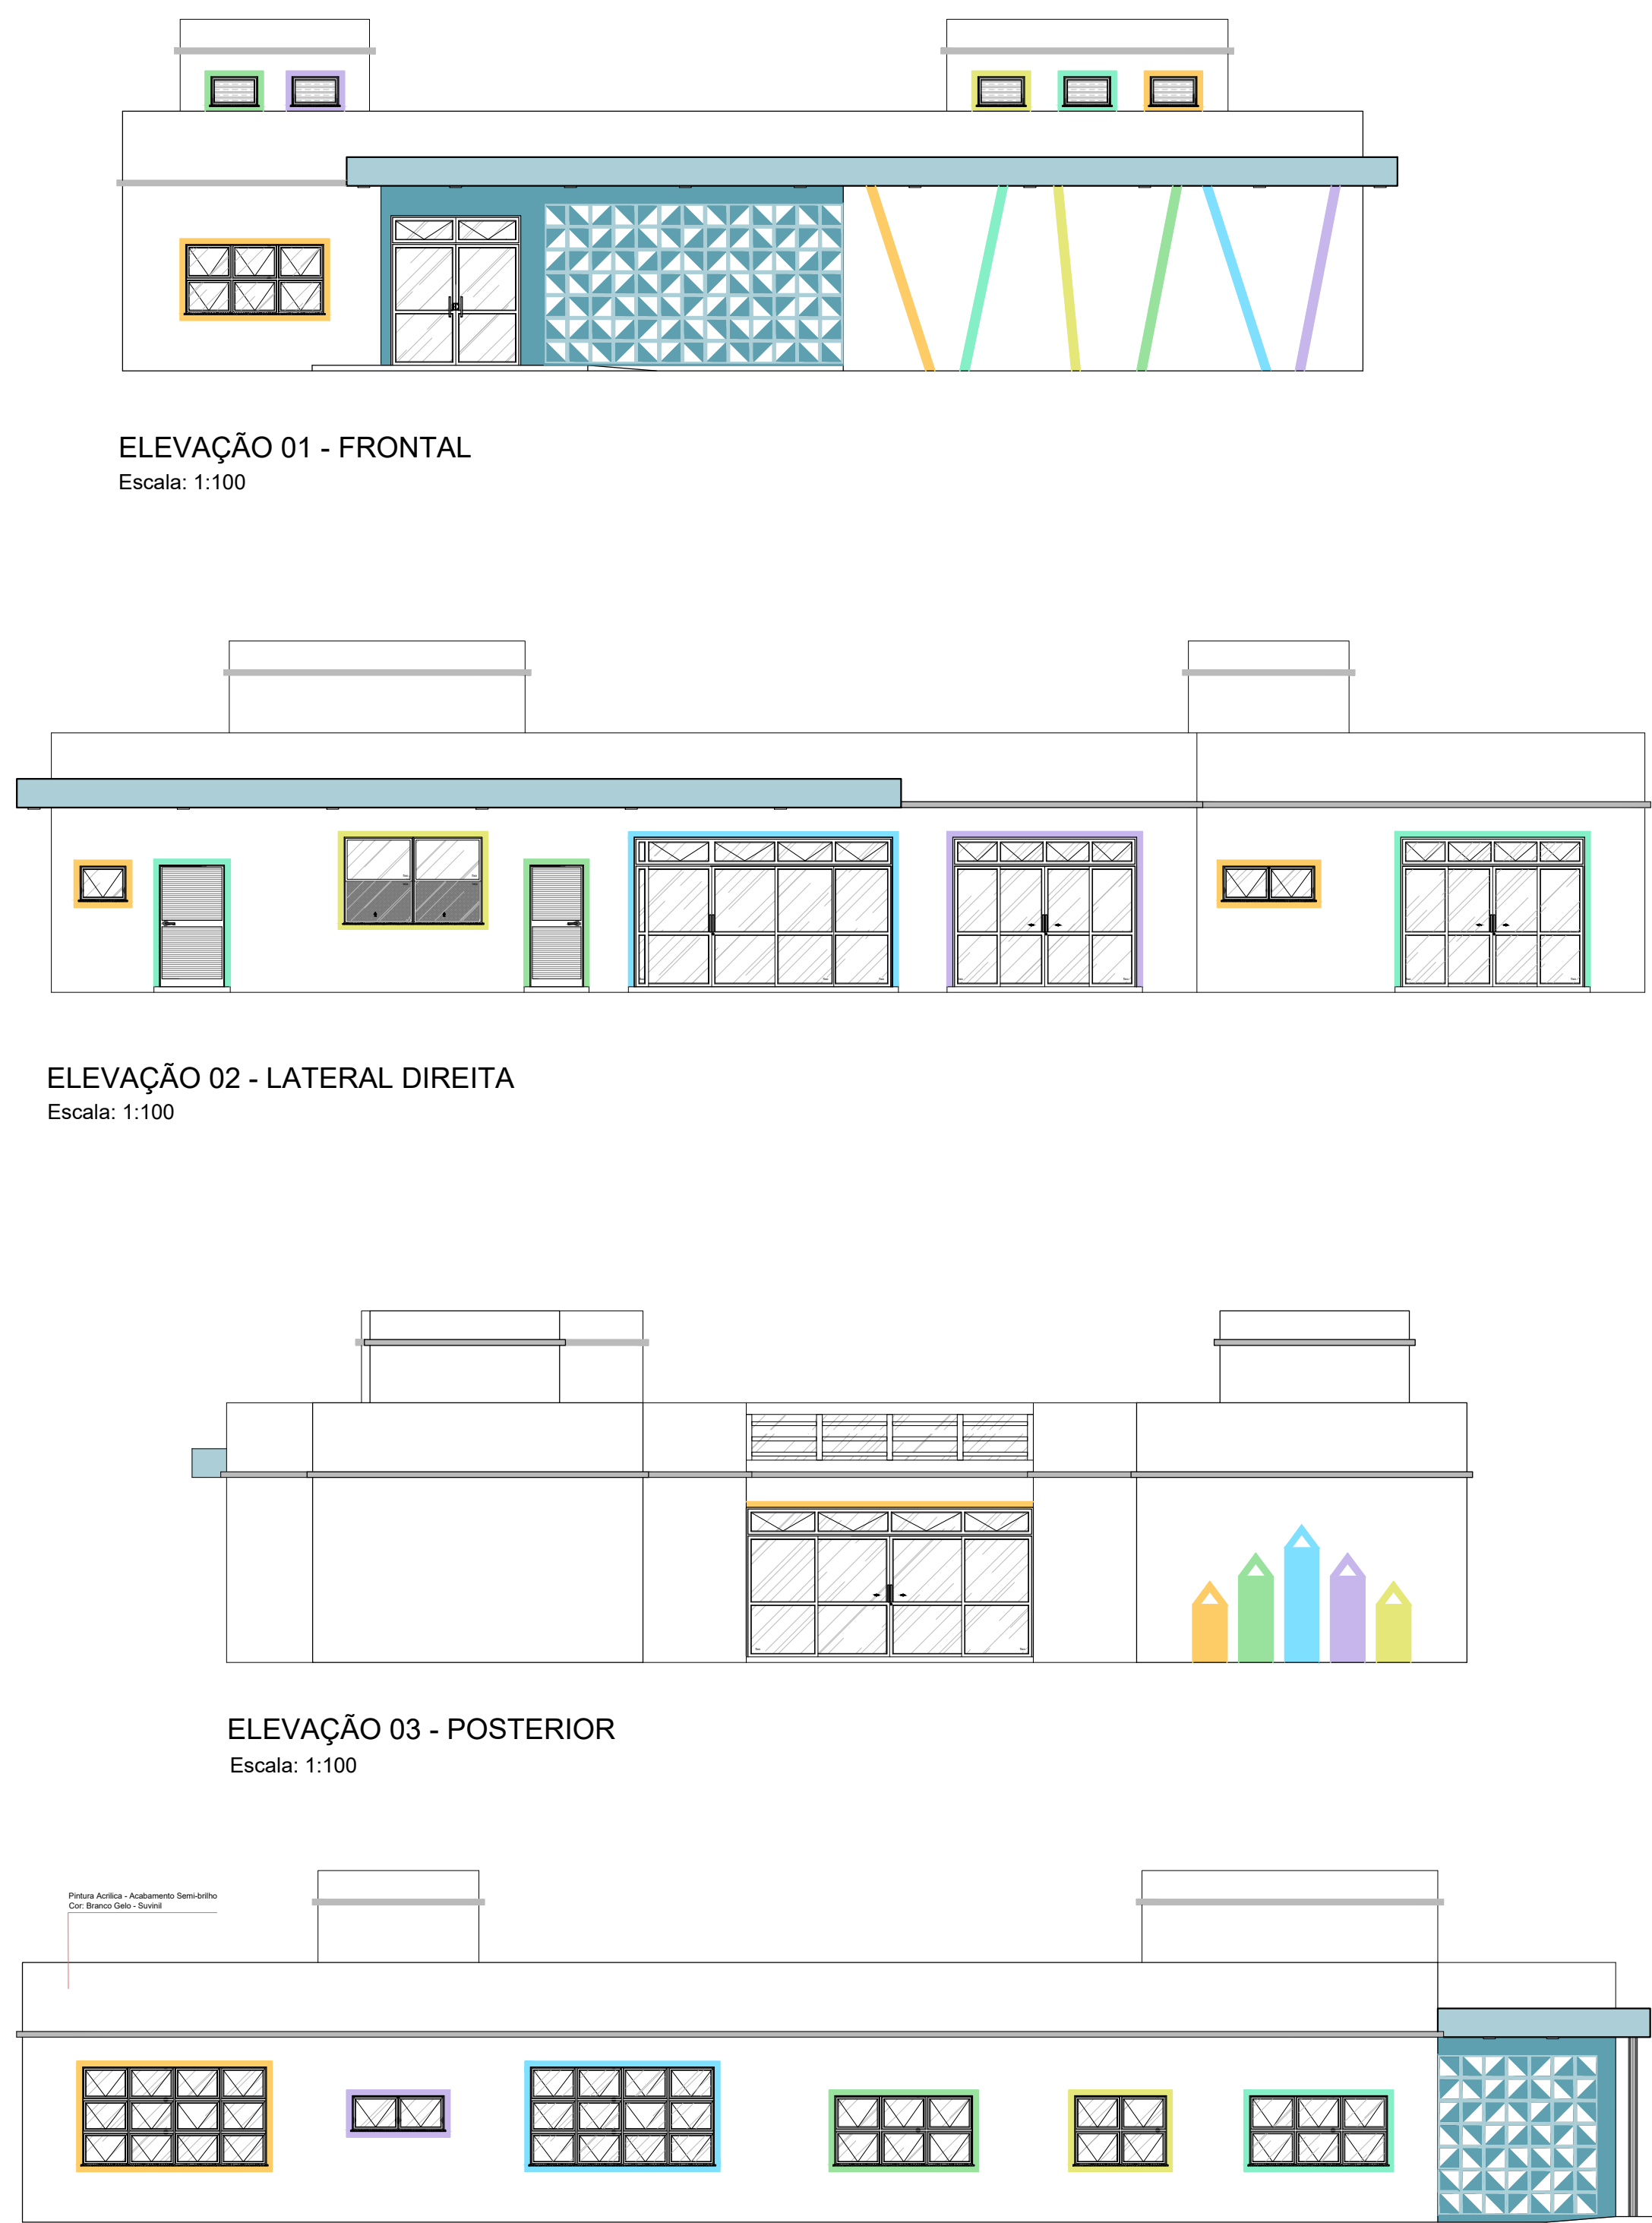 ELEVAÇÃO 01 - FRONTAL
Escala: 1:100
ELEVAÇÃO 02 - LATERAL DIREITA
Escala: 1:100
ELEVAÇÃO 03 - POSTERIOR
Escala: 1:100
Pintura Acrílica - Acabamento Semi-brilho
Cor: Branco Gelo - Suvinil